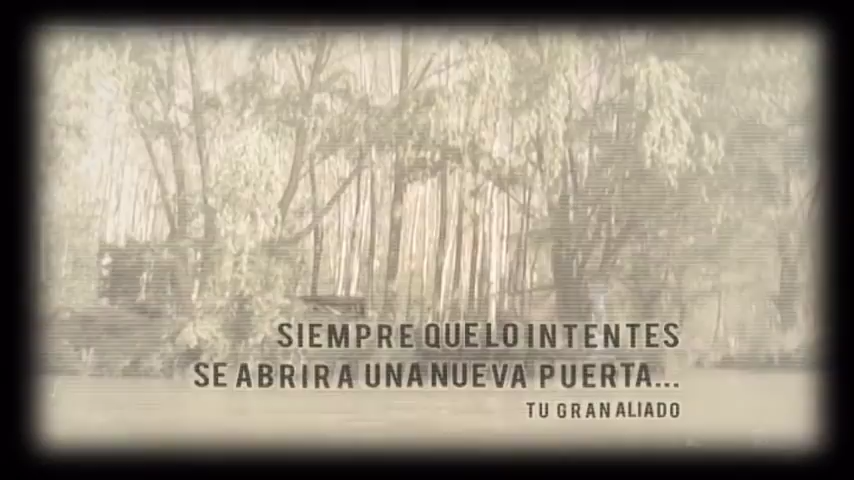 SIEMPRE QUE LO INTENTES
SE ABRIRA UNA NUEVA PUERTA...
TU GRAN ALIADO